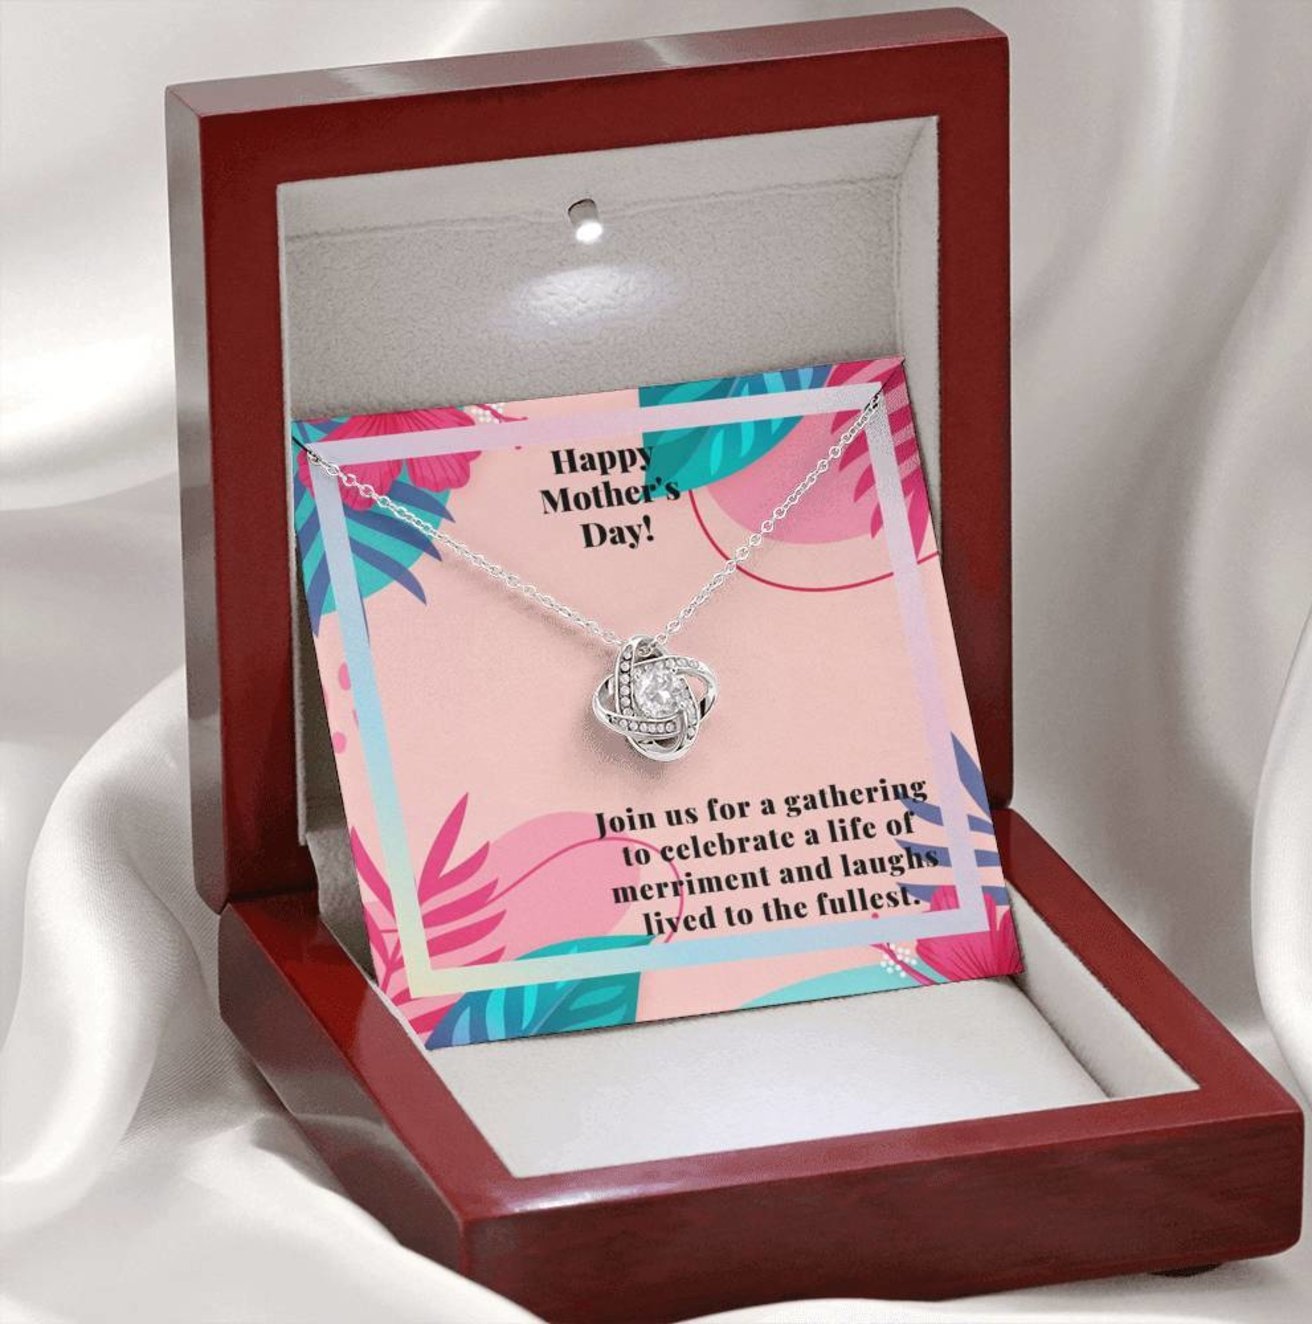 Happy
Mother's
Day!
Join us for a gathering
to celebrate a life of
merriment and laughs
lived to the fullest.